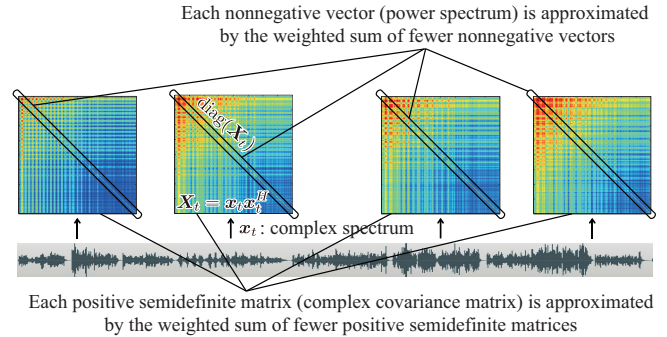 Each nonnegative vector (power spectrum) is approximated
by the weighted sum of fewer nonnegative vectors
diag(X_t)
X_t = x_t x_t^H
x_t : complex spectrum
Each positive semidefinite matrix (complex covariance matrix) is approximated
by the weighted sum of fewer positive semidefinite matrices